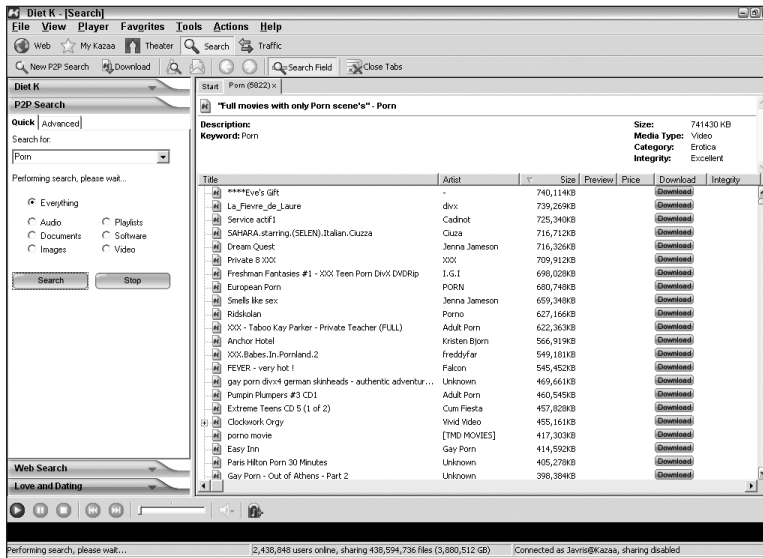 Diet K - [Search]
File View Player Favorites Tools Actions Help
Web My Kazaa Theater Search Traffic
New P2P Search Download Search Field Close Tabs
Diet K
P2P Search
Quick Advanced
Search for:
Porn
Performing search, please wait...
Everything
Audio Playlists
Documents Software
Images Video
Search Stop
Web Search
Love and Dating
Start Porn (5822) x
"Full movies with only Porn scene's" - Porn
Description:
Keyword: Porn
Size: 741430 KB
Media Type: Video
Category: Erotica
Integrity: Excellent
Title Artist Size Preview Price Download Integrity
****Eve's Gift - 740,114KB Download
La_Fievre_de_Laure divx 739,269KB Download
Service actif1 Cadinot 725,340KB Download
SAHARA.starring.(SELEN).Italian.Ciuzza Ciuza 716,712KB Download
Dream Quest Jenna Jameson 716,326KB Download
Private 8 XXX XXX 709,912KB Download
Freshman Fantasies #1 - XXX Teen Porn DivX DVDRip I.G.I 698,028KB Download
European Porn PORN 680,748KB Download
Smells like sex Jenna Jameson 659,348KB Download
Ridskolan Porno 627,166KB Download
XXX - Taboo Kay Parker - Private Teacher (FULL) Adult Porn 622,363KB Download
Anchor Hotel Kristen Bjorn 566,919KB Download
XXX.Babes.In.Pornland.2 freddyfar 549,181KB Download
FEVER - very hot ! Falcon 545,452KB Download
gay porn divx4 german skinheads - authentic adventur... Unknown 469,661KB Download
Pumpin Plumpers #3 CD1 Adult Porn 460,545KB Download
Extreme Teens CD 5 (1 of 2) Cum Fiesta 457,828KB Download
Clockwork Orgy Vivid Video 455,161KB Download
porno movie [TMD MOVIES] 417,303KB Download
Easy Inn Gay Porn 414,592KB Download
Paris Hilton Porn 30 Minutes Unknown 405,278KB Download
Gay Porn - Out of Athens - Part 2 Unknown 398,384KB Download
Performing search, please wait... 2,438,848 users online, sharing 438,594,736 files (3,880,512 GB) Connected as Javris@Kazaa, sharing disabled